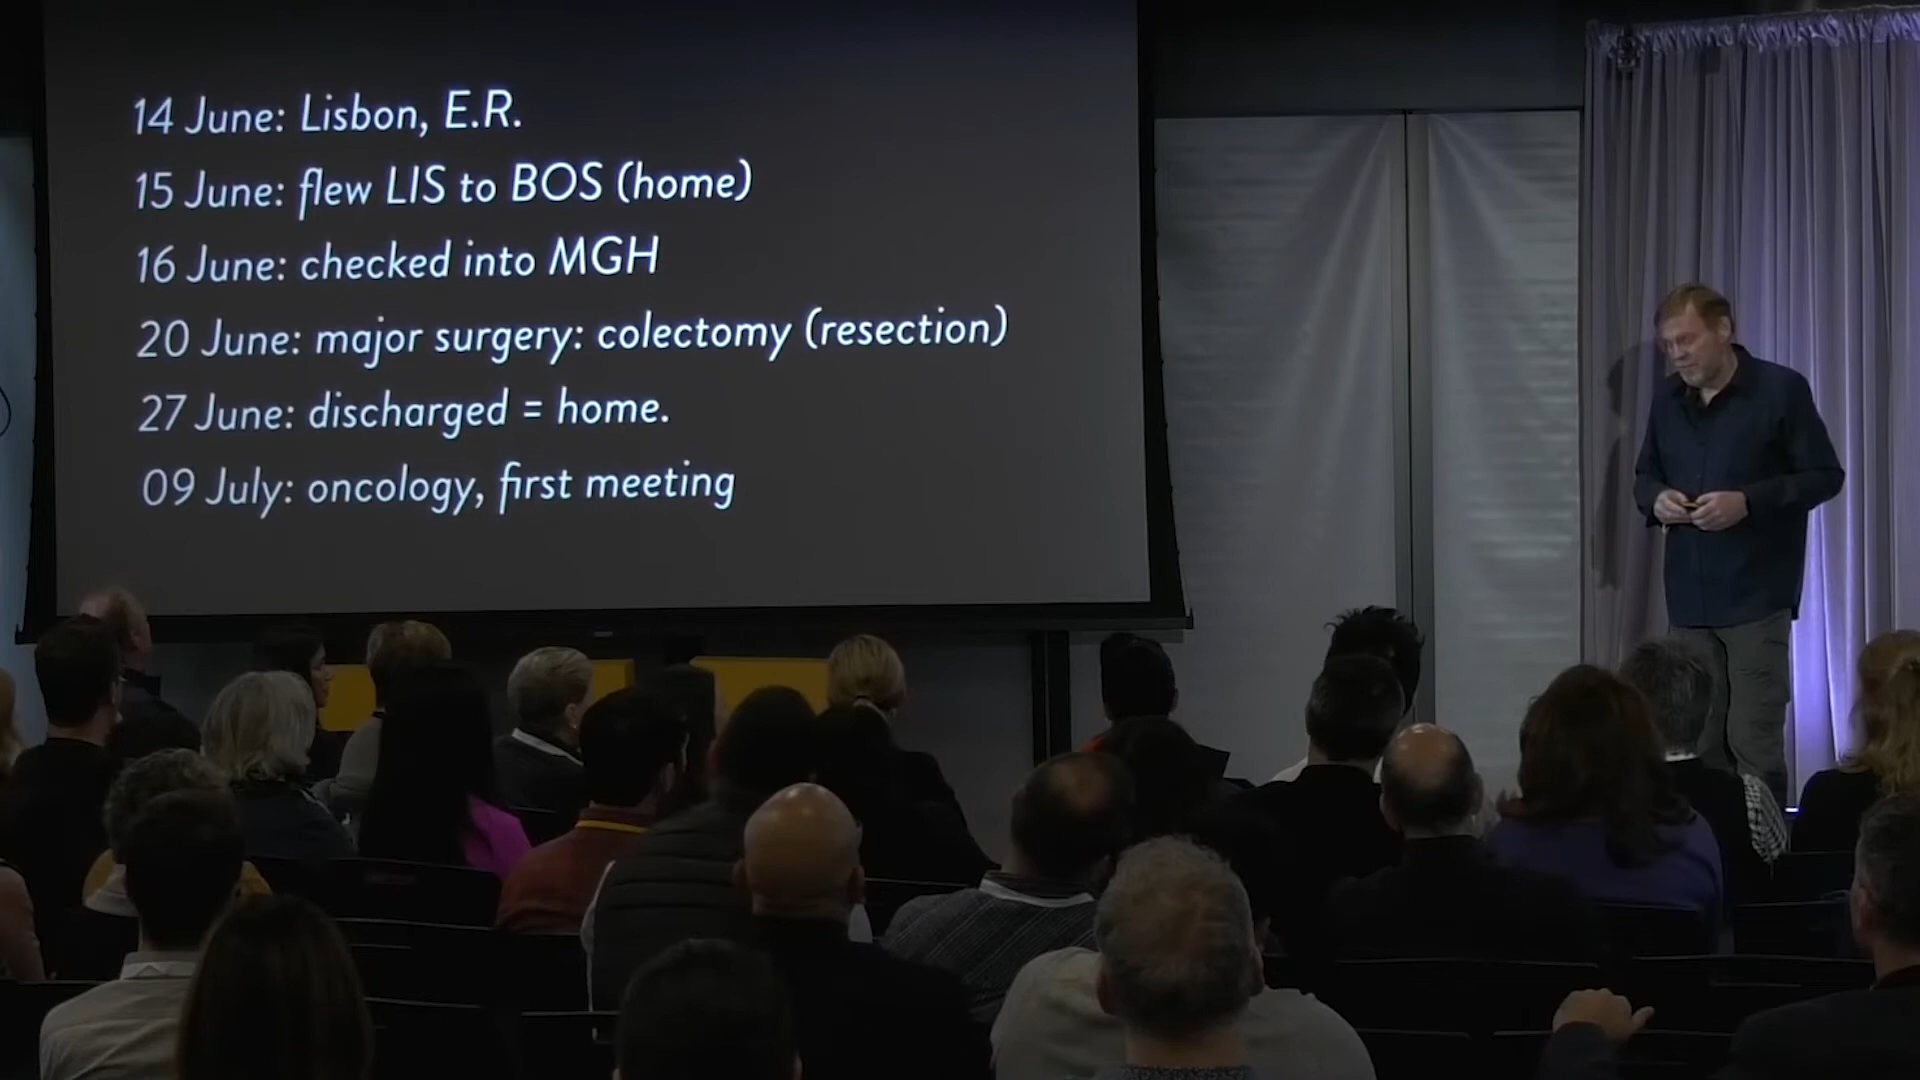 14 June: Lisbon, E.R.
15 June: flew LIS to BOS (home)
16 June: checked into MGH
20 June: major surgery: colectomy (resection)
27 June: discharged = home.
09 July: oncology, first meeting